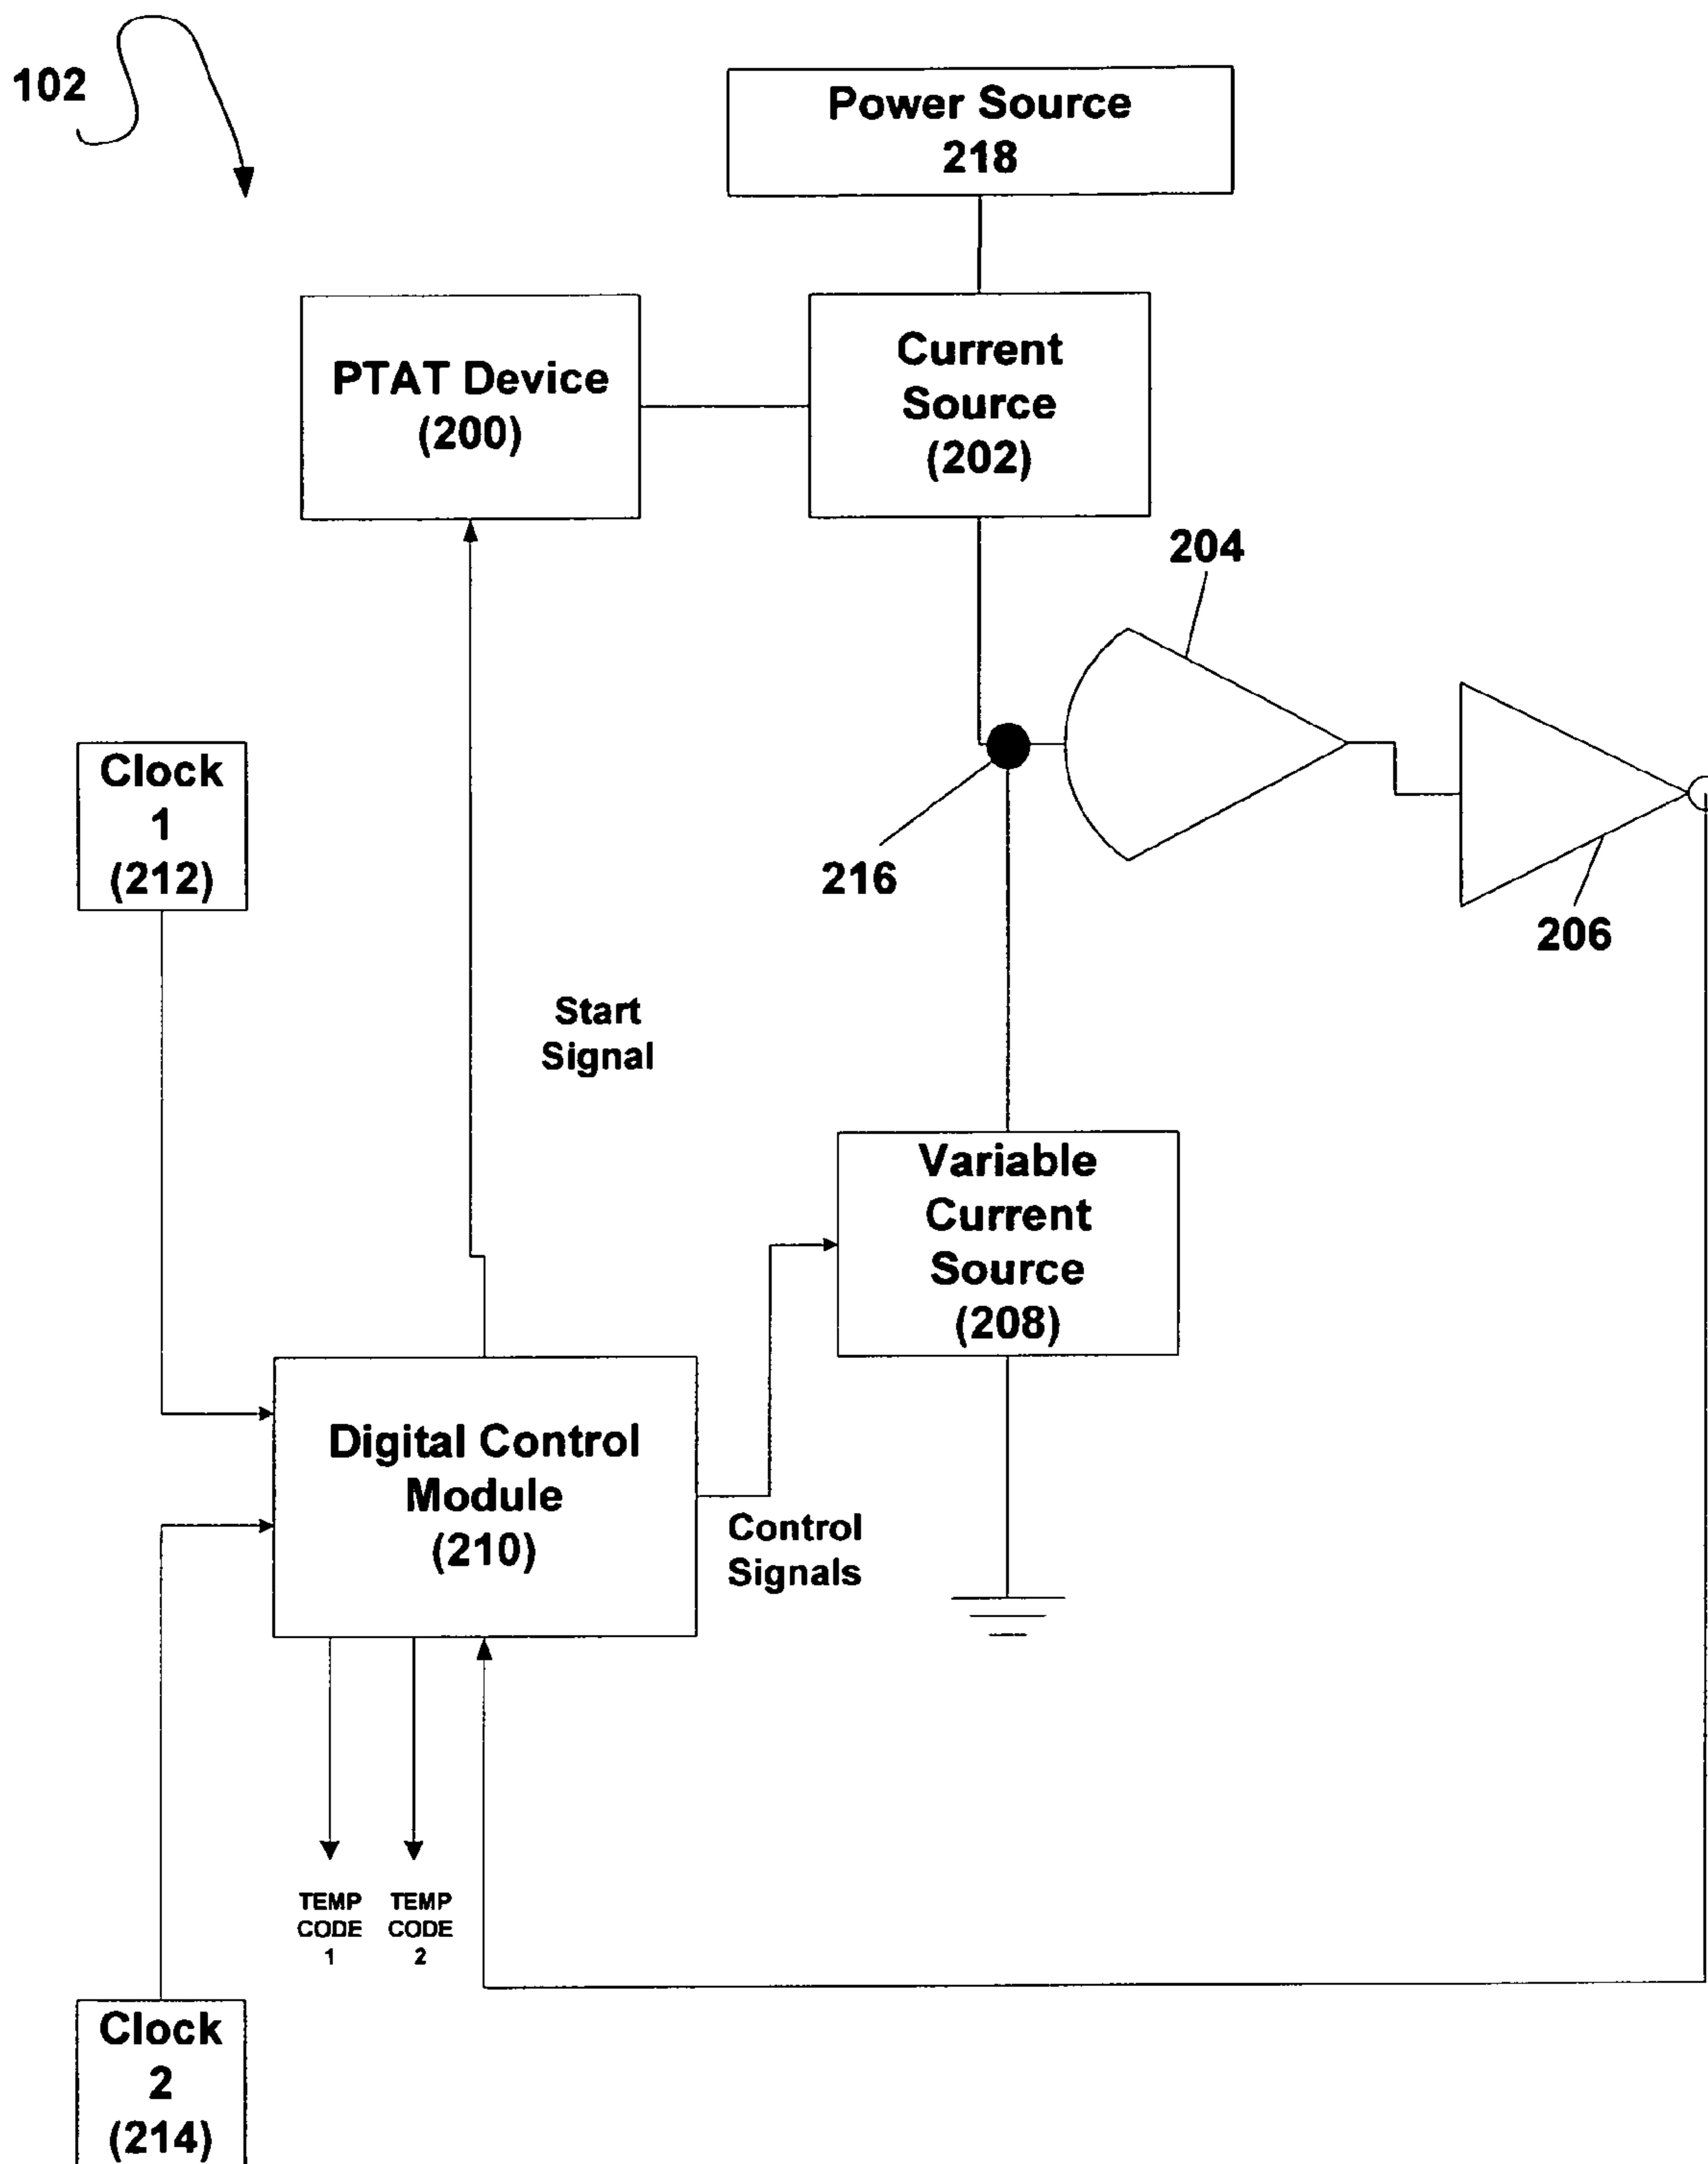 102
Power Source
218
PTAT Device
(200)
Current
Source
(202)
204
Clock
1
(212)
216
206
Start
Signal
Variable
Current
Source
(208)
Digital Control
Module
(210)
Control
Signals
TEMP
CODE
1
TEMP
CODE
2
Clock
2
(214)